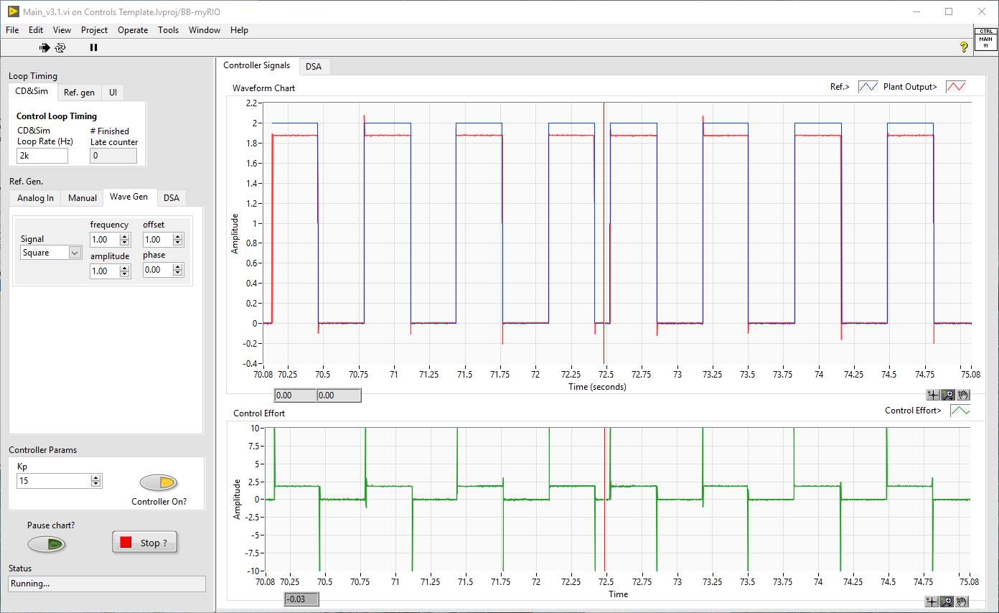 Main_v3.1.vi on Controls Template.lvproj/BB-myRIO
File Edit View Project Operate Tools Window Help
CTRL
MAIN
VI
Loop Timing
CD&Sim Ref. gen UI
Control Loop Timing
CD&Sim
Loop Rate (Hz)
# Finished
Late counter
2k 0
Ref. Gen.
Analog In Manual Wave Gen DSA
Signal
Square
frequency offset
1.00 1.00
amplitude phase
1.00 0.00
Controller Params
Kp
15
Controller On?
Pause chart?
Stop ?
Status
Running...
Controller Signals DSA
Waveform Chart Ref.> Plant Output>
Amplitude
2.2
2
1.8
1.6
1.4
1.2
1
0.8
0.6
0.4
0.2
0
-0.2
-0.4
70.08 70.25 70.5 70.75 71 71.25 71.5 71.75 72 72.25 72.5 72.75 73 73.25 73.5 73.75 74 74.25 74.5 74.75 75.08
Time (seconds)
0.00 0.00
Control Effort Control Effort>
Amplitude
10
7.5
5
2.5
0
-2.5
-5
-7.5
-10
70.08 70.25 70.5 70.75 71 71.25 71.5 71.75 72 72.25 72.5 72.75 73 73.25 73.5 73.75 74 74.25 74.5 74.75 75.08
Time
-0.03